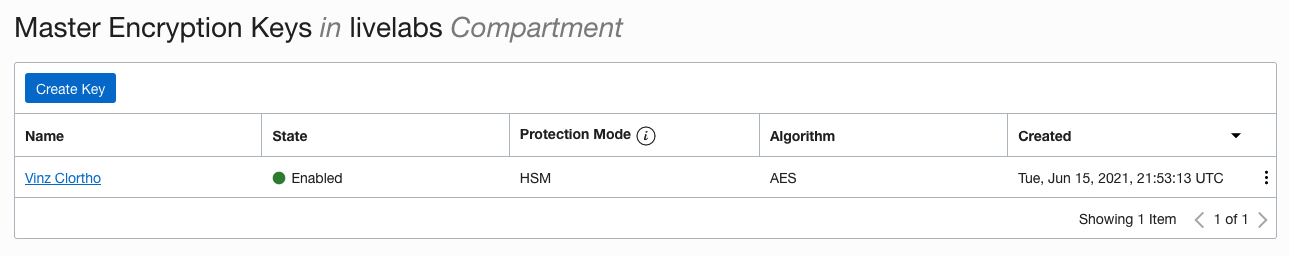 Master Encryption Keys in livelabs Compartment
Create Key
Name State Protection Mode i Algorithm Created
Vinz Clortho Enabled HSM AES Tue, Jun 15, 2021, 21:53:13 UTC
Showing 1 Item 1 of 1